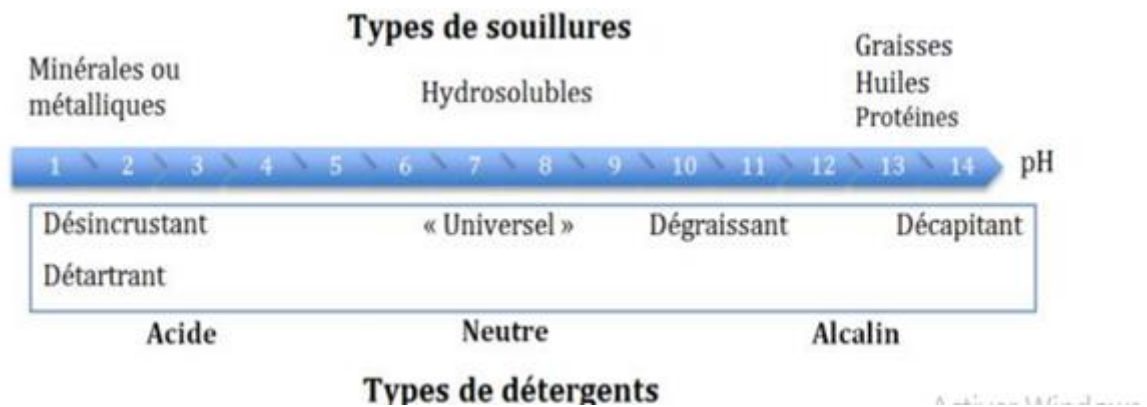 Types de souillures
Minérales ou
métalliques
Hydrosolubles
Graisses
Huiles
Protéines
1 2 3 4 5 6 7 8 9 10 11 12 13 14 pH
Désincrustant « Universel » Dégraissant Décapitant
Détartrant
Acide Neutre Alcalin
Types de détergents